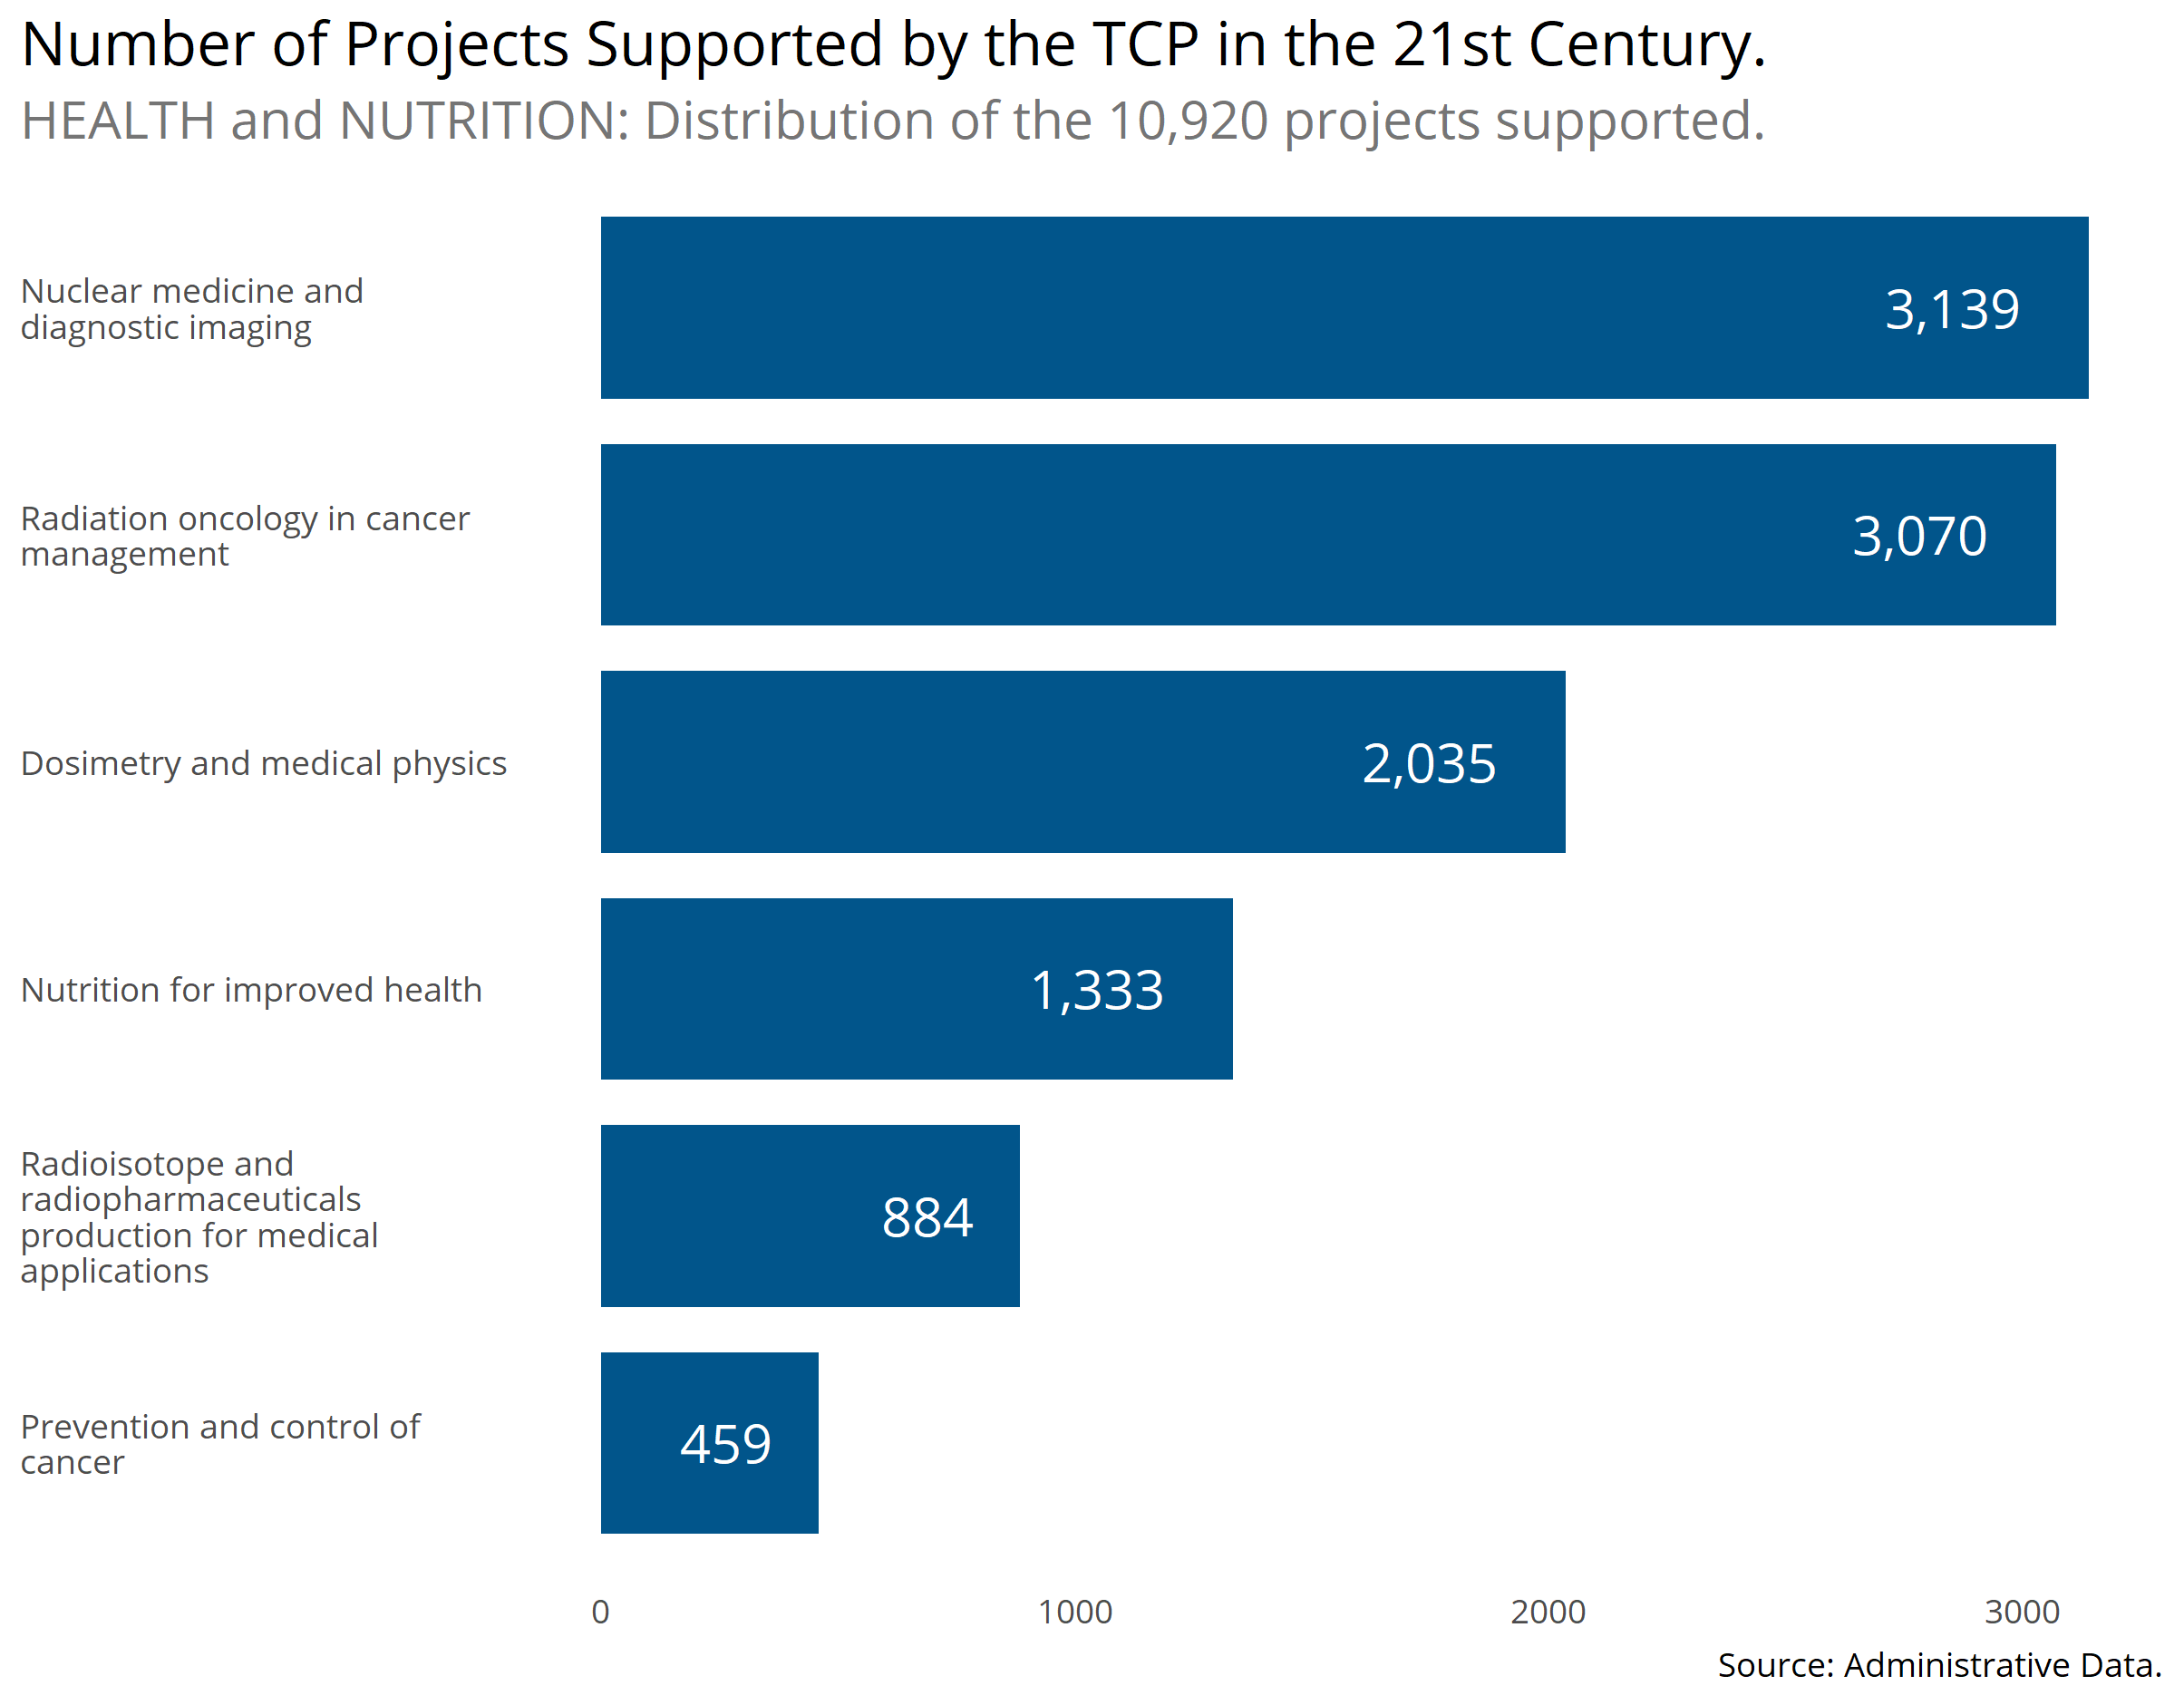 Number of Projects Supported by the TCP in the 21st Century.
HEALTH and NUTRITION: Distribution of the 10,920 projects supported.
Nuclear medicine and
diagnostic imaging
3,139
Radiation oncology in cancer
management
3,070
Dosimetry and medical physics
2,035
Nutrition for improved health
1,333
Radioisotope and
radiopharmaceuticals
production for medical
applications
884
Prevention and control of
cancer
459
0 1000 2000 3000
Source: Administrative Data.